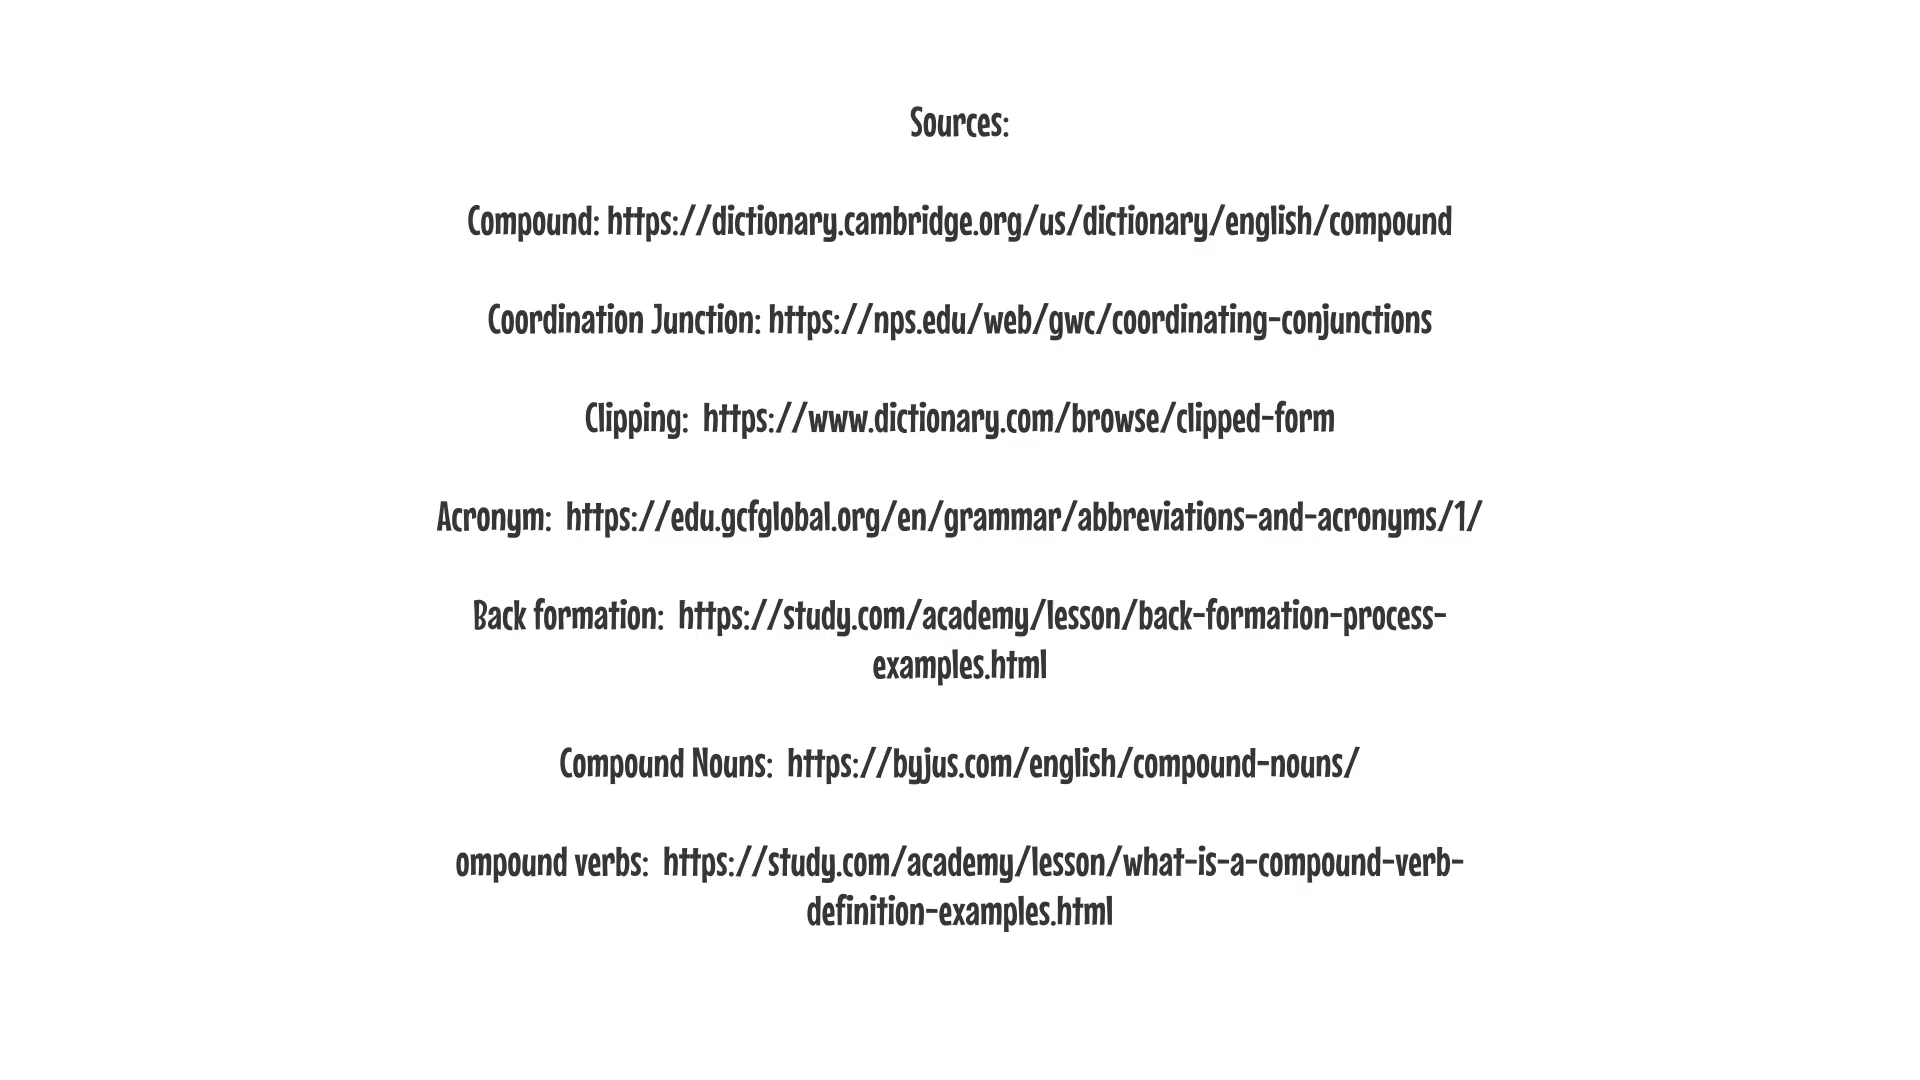 Sources:
Compound: https://dictionary.cambridge.org/us/dictionary/english/compound
Coordination Junction: https://nps.edu/web/gwc/coordinating-conjunctions
Clipping: https://www.dictionary.com/browse/clipped-form
Acronym: https://edu.gcfglobal.org/en/grammar/abbreviations-and-acronyms/1/
Back formation: https://study.com/academy/lesson/back-formation-process-
examples.html
Compound Nouns: https://byjus.com/english/compound-nouns/
ompound verbs: https://study.com/academy/lesson/what-is-a-compound-verb-
definition-examples.html